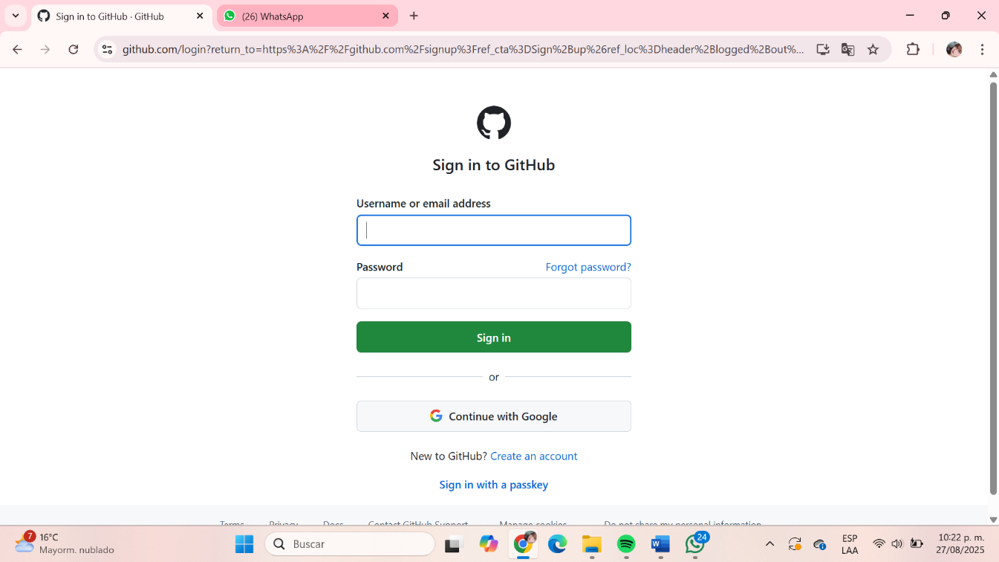 Sign in to GitHub · GitHub
(26) WhatsApp
github.com/login?return_to=https%3A%2F%2Fgithub.com%2Fsignup%3Fref_cta%3DSign%2Bup%26ref_loc%3Dheader%2Blogged%2Bout%...
Sign in to GitHub
Username or email address
Password Forgot password?
Sign in
or
Continue with Google
New to GitHub? Create an account
Sign in with a passkey
Terms Privacy Docs Contact GitHub Support Manage cookies Do not share my personal information
7 16°C
Mayorm. nublado
Buscar
W
24
ESP
LAA
10:22 p. m.
27/08/2025